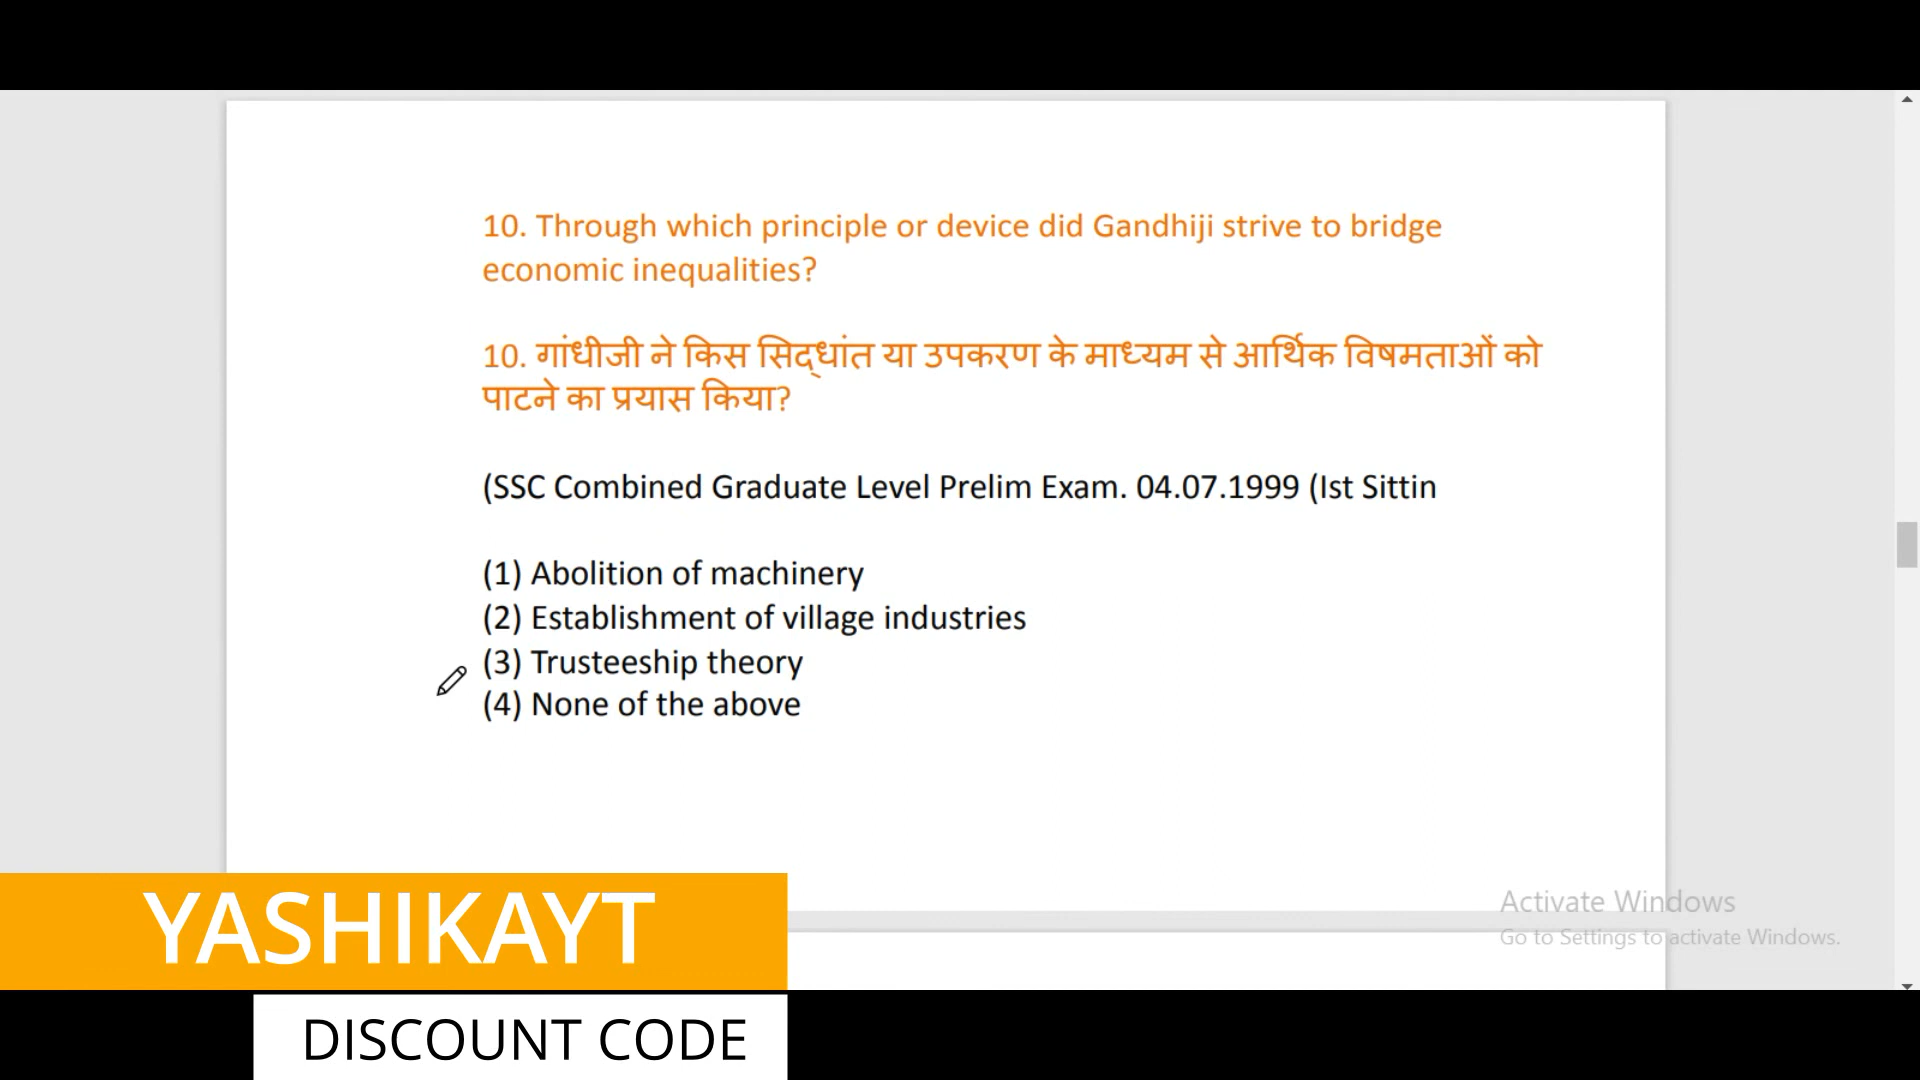 10. Through which principle or device did Gandhiji strive to bridge
economic inequalities?
10. गांधीजी ने किस सिद्धांत या उपकरण के माध्यम से आर्थिक विषमताओं को
पाटने का प्रयास किया?
(SSC Combined Graduate Level Prelim Exam. 04.07.1999 (Ist Sittin
(1) Abolition of machinery
(2) Establishment of village industries
(3) Trusteeship theory
(4) None of the above
YASHIKAYT
DISCOUNT CODE
Activate Windows
Go to Settings to activate Windows.